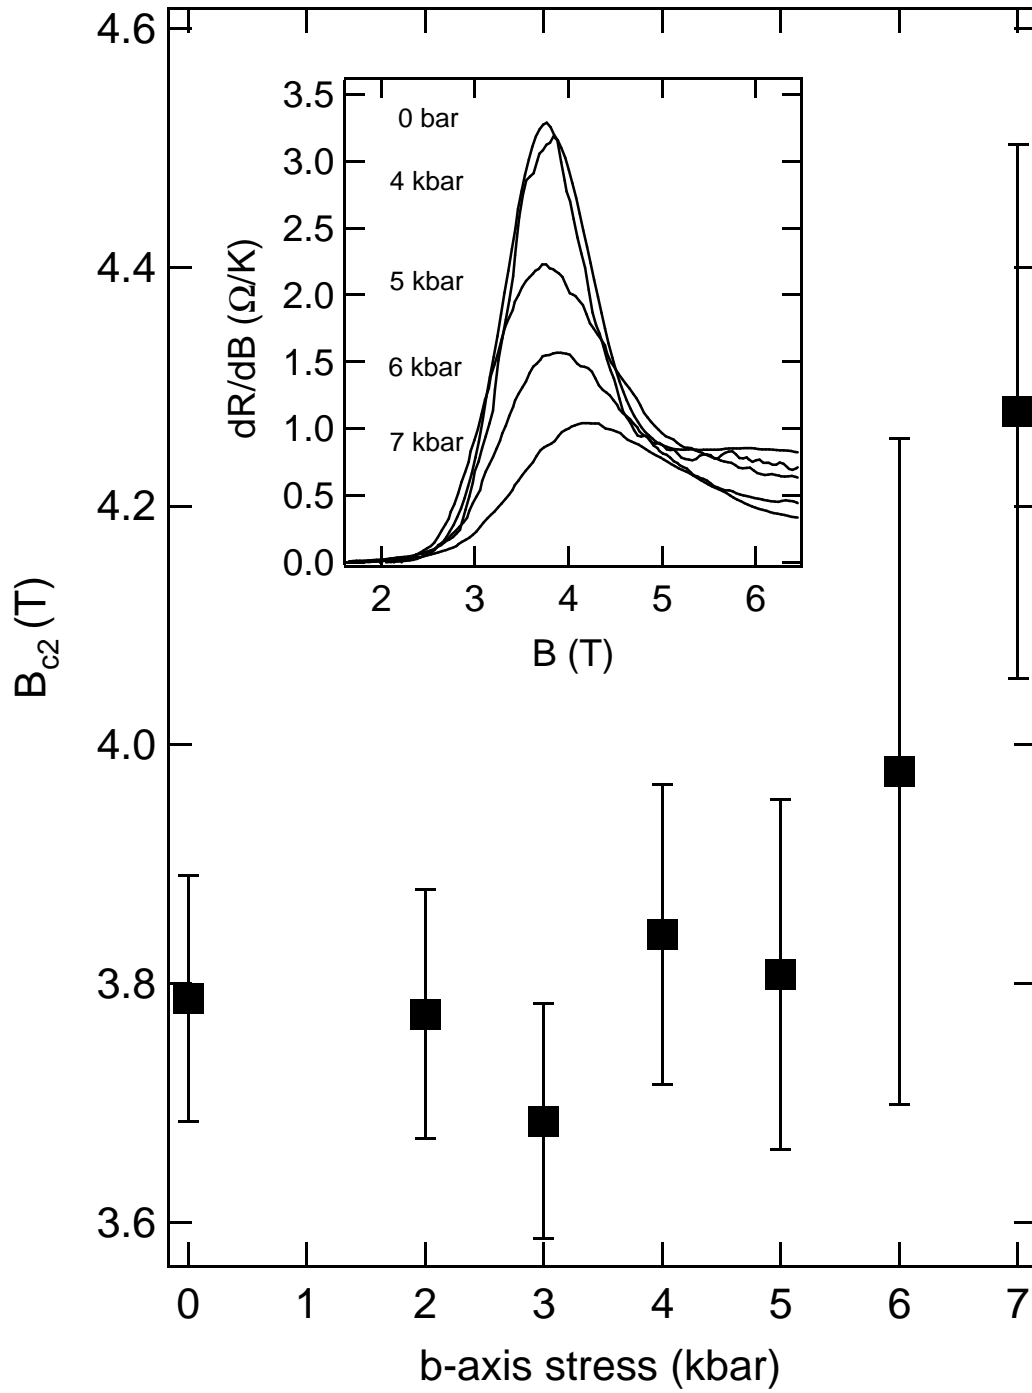 4.6
4.4
4.2
4.0
3.8
3.6
B_c2 (T)
3.5
3.0
2.5
2.0
1.5
1.0
0.5
0.0
dR/dB (Ω/K)
0 bar
4 kbar
5 kbar
6 kbar
7 kbar
2 3 4 5 6
B (T)
0 1 2 3 4 5 6 7
b-axis stress (kbar)